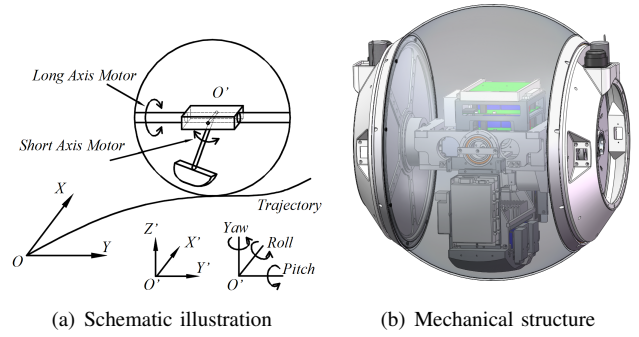 Long Axis Motor
O'
Short Axis Motor
X
Trajectory
Y
O
Z'
X'
Y'
O'
Yaw
Roll
Pitch
O'
(a) Schematic illustration
(b) Mechanical structure